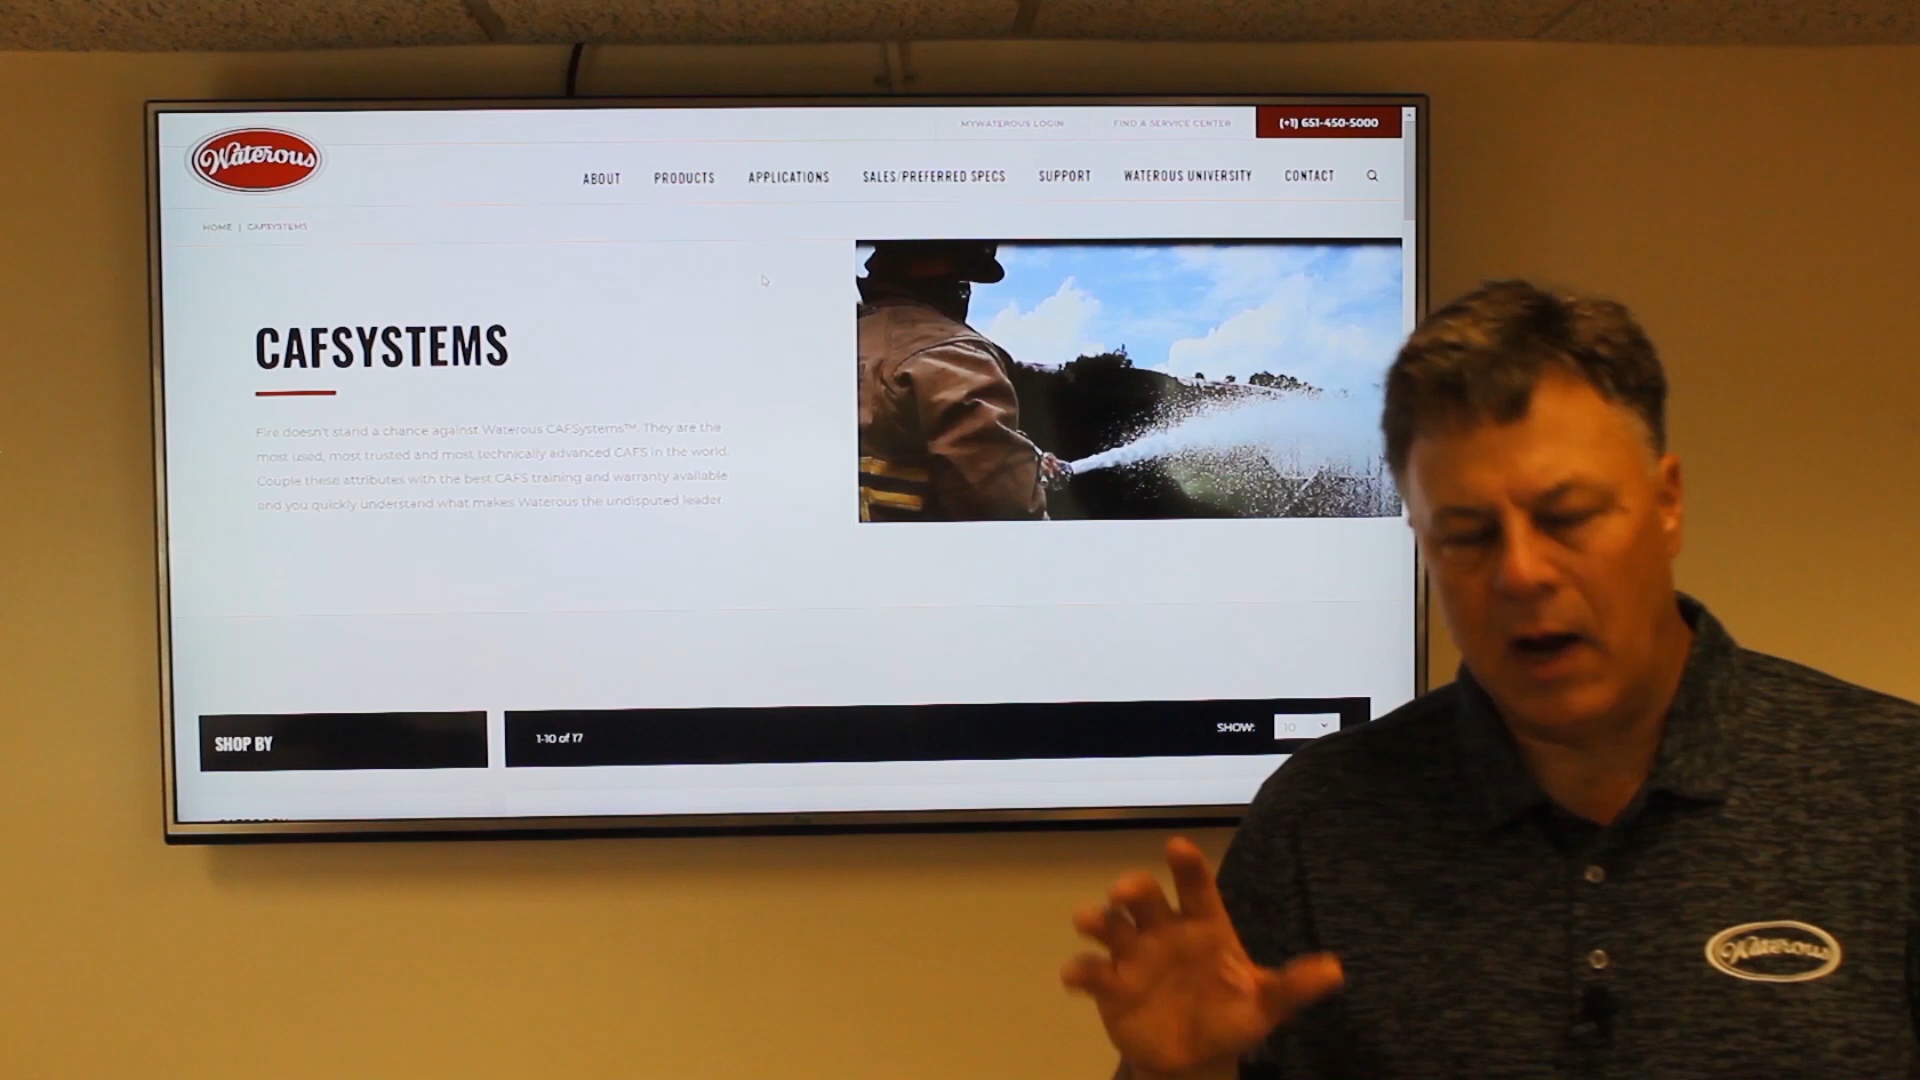 Waterous
MYWATEROUS LOGIN
FIND A SERVICE CENTER
(+1) 651-450-5000
ABOUT
PRODUCTS
APPLICATIONS
SALES/PREFERRED SPECS
SUPPORT
WATEROUS UNIVERSITY
CONTACT
HOME | CAFSYSTEMS
CAFSYSTEMS
Fire doesn't stand a chance against Waterous CAFSystems™. They are the
most used, most trusted and most technically advanced CAFS in the world.
Couple these attributes with the best CAFS training and warranty available
and you quickly understand what makes Waterous the undisputed leader.
SHOP BY
1-10 of 17
SHOW:
10
Waterous